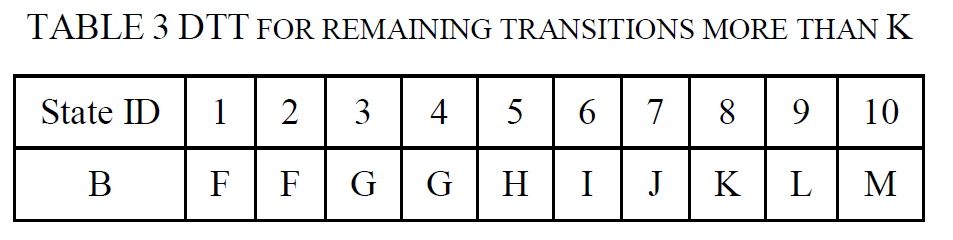 TABLE 3 DTT FOR REMAINING TRANSITIONS MORE THAN K
State ID 1 2 3 4 5 6 7 8 9 10
B F F G G H I J K L M